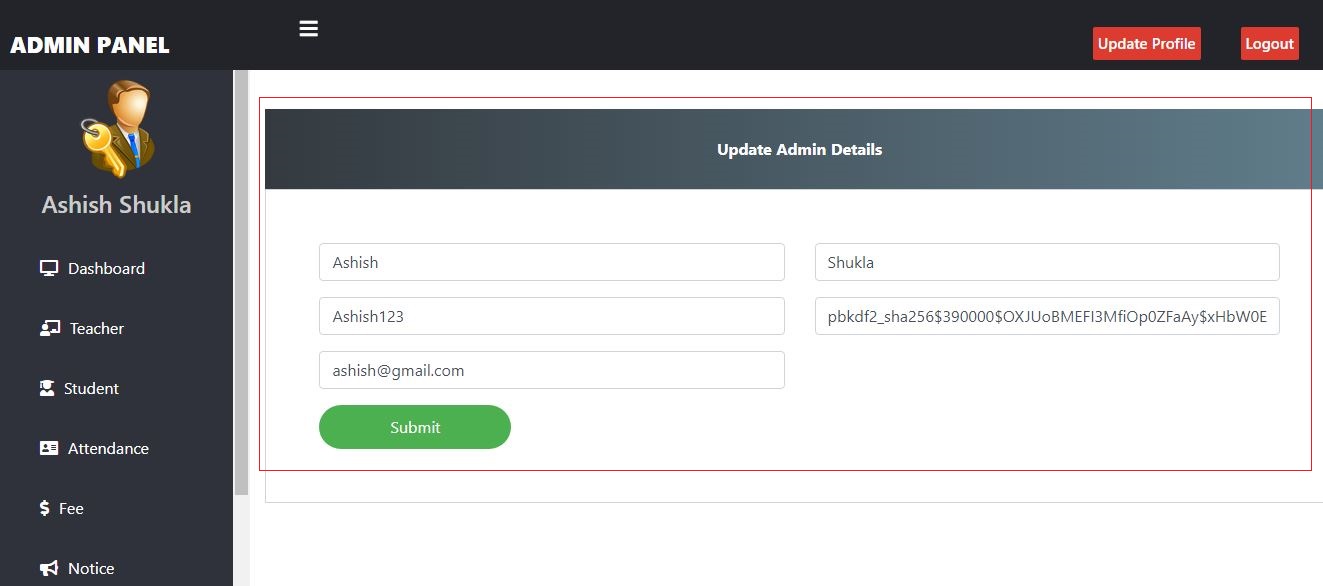 ADMIN PANEL
Update Profile
Logout
Ashish Shukla
Dashboard
Teacher
Student
Attendance
Fee
Notice
Update Admin Details
Ashish
Shukla
Ashish123
pbkdf2_sha256$390000$OXJUoBMEFI3MfiOp0ZFaAy$xHbW0E
ashish@gmail.com
Submit